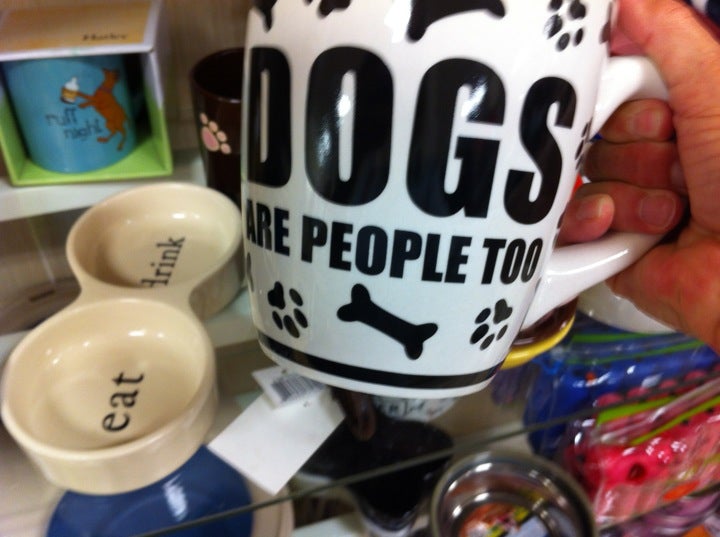 DOGS
ARE PEOPLE TOO
ruff
night
drink
eat